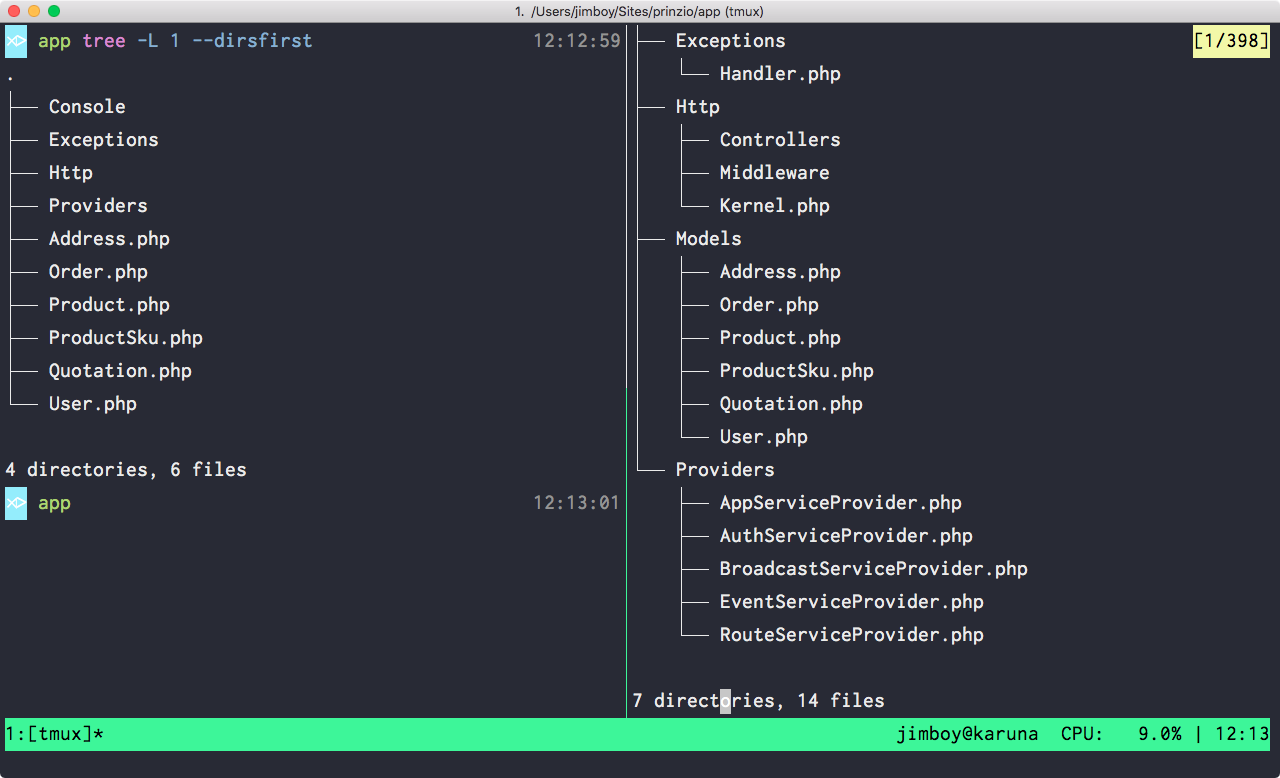 1. /Users/jimboy/Sites/prinzio/app (tmux)
app tree -L 1 --dirsfirst 12:12:59
.
├── Console
├── Exceptions
├── Http
├── Providers
├── Address.php
├── Order.php
├── Product.php
├── ProductSku.php
├── Quotation.php
└── User.php
4 directories, 6 files
app 12:13:01
[1/398]
├── Exceptions
│   └── Handler.php
├── Http
│   ├── Controllers
│   ├── Middleware
│   └── Kernel.php
├── Models
│   ├── Address.php
│   ├── Order.php
│   ├── Product.php
│   ├── ProductSku.php
│   ├── Quotation.php
│   └── User.php
└── Providers
    ├── AppServiceProvider.php
    ├── AuthServiceProvider.php
    ├── BroadcastServiceProvider.php
    ├── EventServiceProvider.php
    └── RouteServiceProvider.php
7 directories, 14 files
1:[tmux]* jimboy@karuna CPU: 9.0% | 12:13